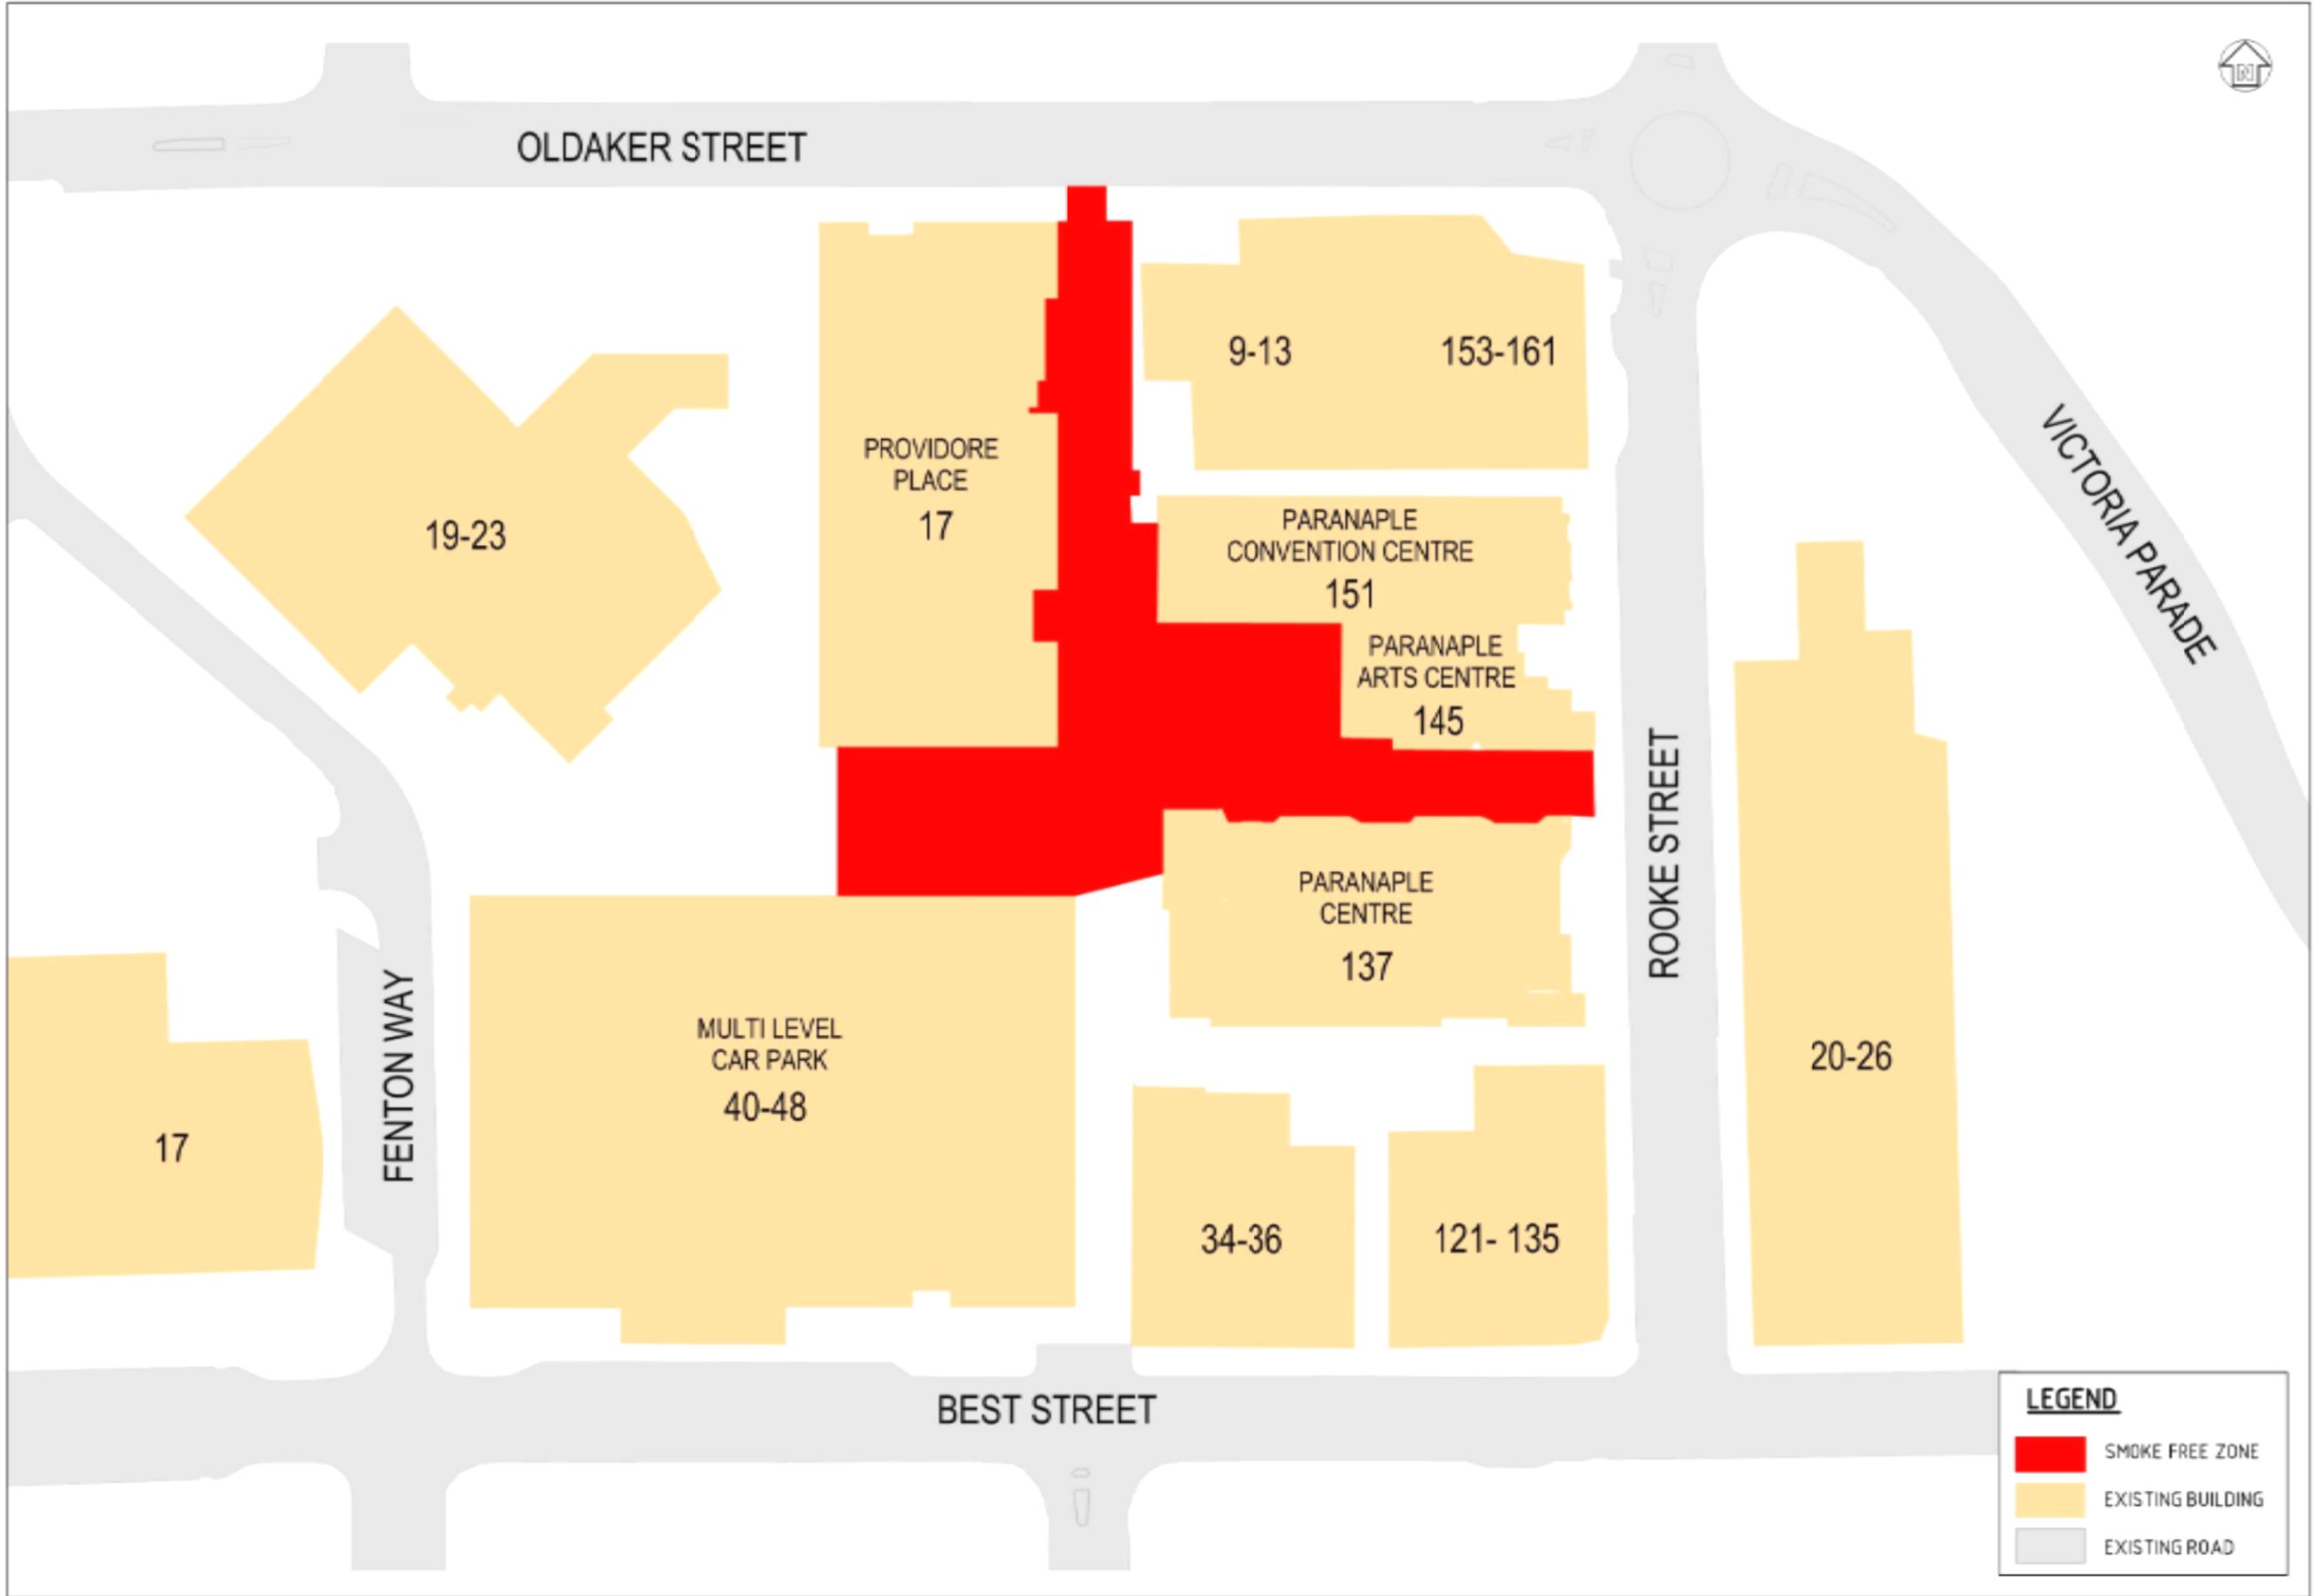 N
OLDAKER STREET
9-13
153-161
VICTORIA PARADE
PROVIDORE
PLACE
17
19-23
PARANAPLE
CONVENTION CENTRE
151
PARANAPLE
ARTS CENTRE
145
ROOKE STREET
PARANAPLE
CENTRE
137
FENTON WAY
MULTI LEVEL
CAR PARK
40-48
20-26
17
34-36
121- 135
BEST STREET
LEGEND
SMOKE FREE ZONE
EXISTING BUILDING
EXISTING ROAD